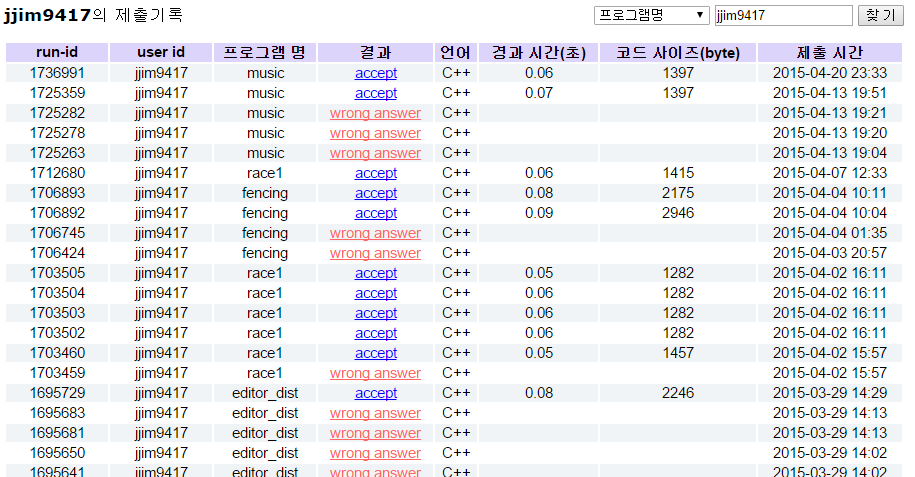 jjim9417의 제출기록 프로그램명 jjim9417 찾기
run-id user id 프로그램 명 결과 언어 경과 시간(초) 코드 사이즈(byte) 제출 시간
1736991 jjim9417 music accept C++ 0.06 1397 2015-04-20 23:33
1725359 jjim9417 music accept C++ 0.07 1397 2015-04-13 19:51
1725282 jjim9417 music wrong answer C++ 2015-04-13 19:21
1725278 jjim9417 music wrong answer C++ 2015-04-13 19:20
1725263 jjim9417 music wrong answer C++ 2015-04-13 19:04
1712680 jjim9417 race1 accept C++ 0.06 1415 2015-04-07 12:33
1706893 jjim9417 fencing accept C++ 0.08 2175 2015-04-04 10:11
1706892 jjim9417 fencing accept C++ 0.09 2946 2015-04-04 10:04
1706745 jjim9417 fencing wrong answer C++ 2015-04-04 01:35
1706424 jjim9417 fencing wrong answer C++ 2015-04-03 20:57
1703505 jjim9417 race1 accept C++ 0.05 1282 2015-04-02 16:11
1703504 jjim9417 race1 accept C++ 0.06 1282 2015-04-02 16:11
1703503 jjim9417 race1 accept C++ 0.06 1282 2015-04-02 16:11
1703502 jjim9417 race1 accept C++ 0.06 1282 2015-04-02 16:11
1703460 jjim9417 race1 accept C++ 0.05 1457 2015-04-02 15:57
1703459 jjim9417 race1 wrong answer C++ 2015-04-02 15:57
1695729 jjim9417 editor_dist accept C++ 0.08 2246 2015-03-29 14:29
1695683 jjim9417 editor_dist wrong answer C++ 2015-03-29 14:13
1695681 jjim9417 editor_dist wrong answer C++ 2015-03-29 14:13
1695650 jjim9417 editor_dist wrong answer C++ 2015-03-29 14:02
1695641 jjim9417 editor_dist wrong answer C++ 2015-03-29 14:02